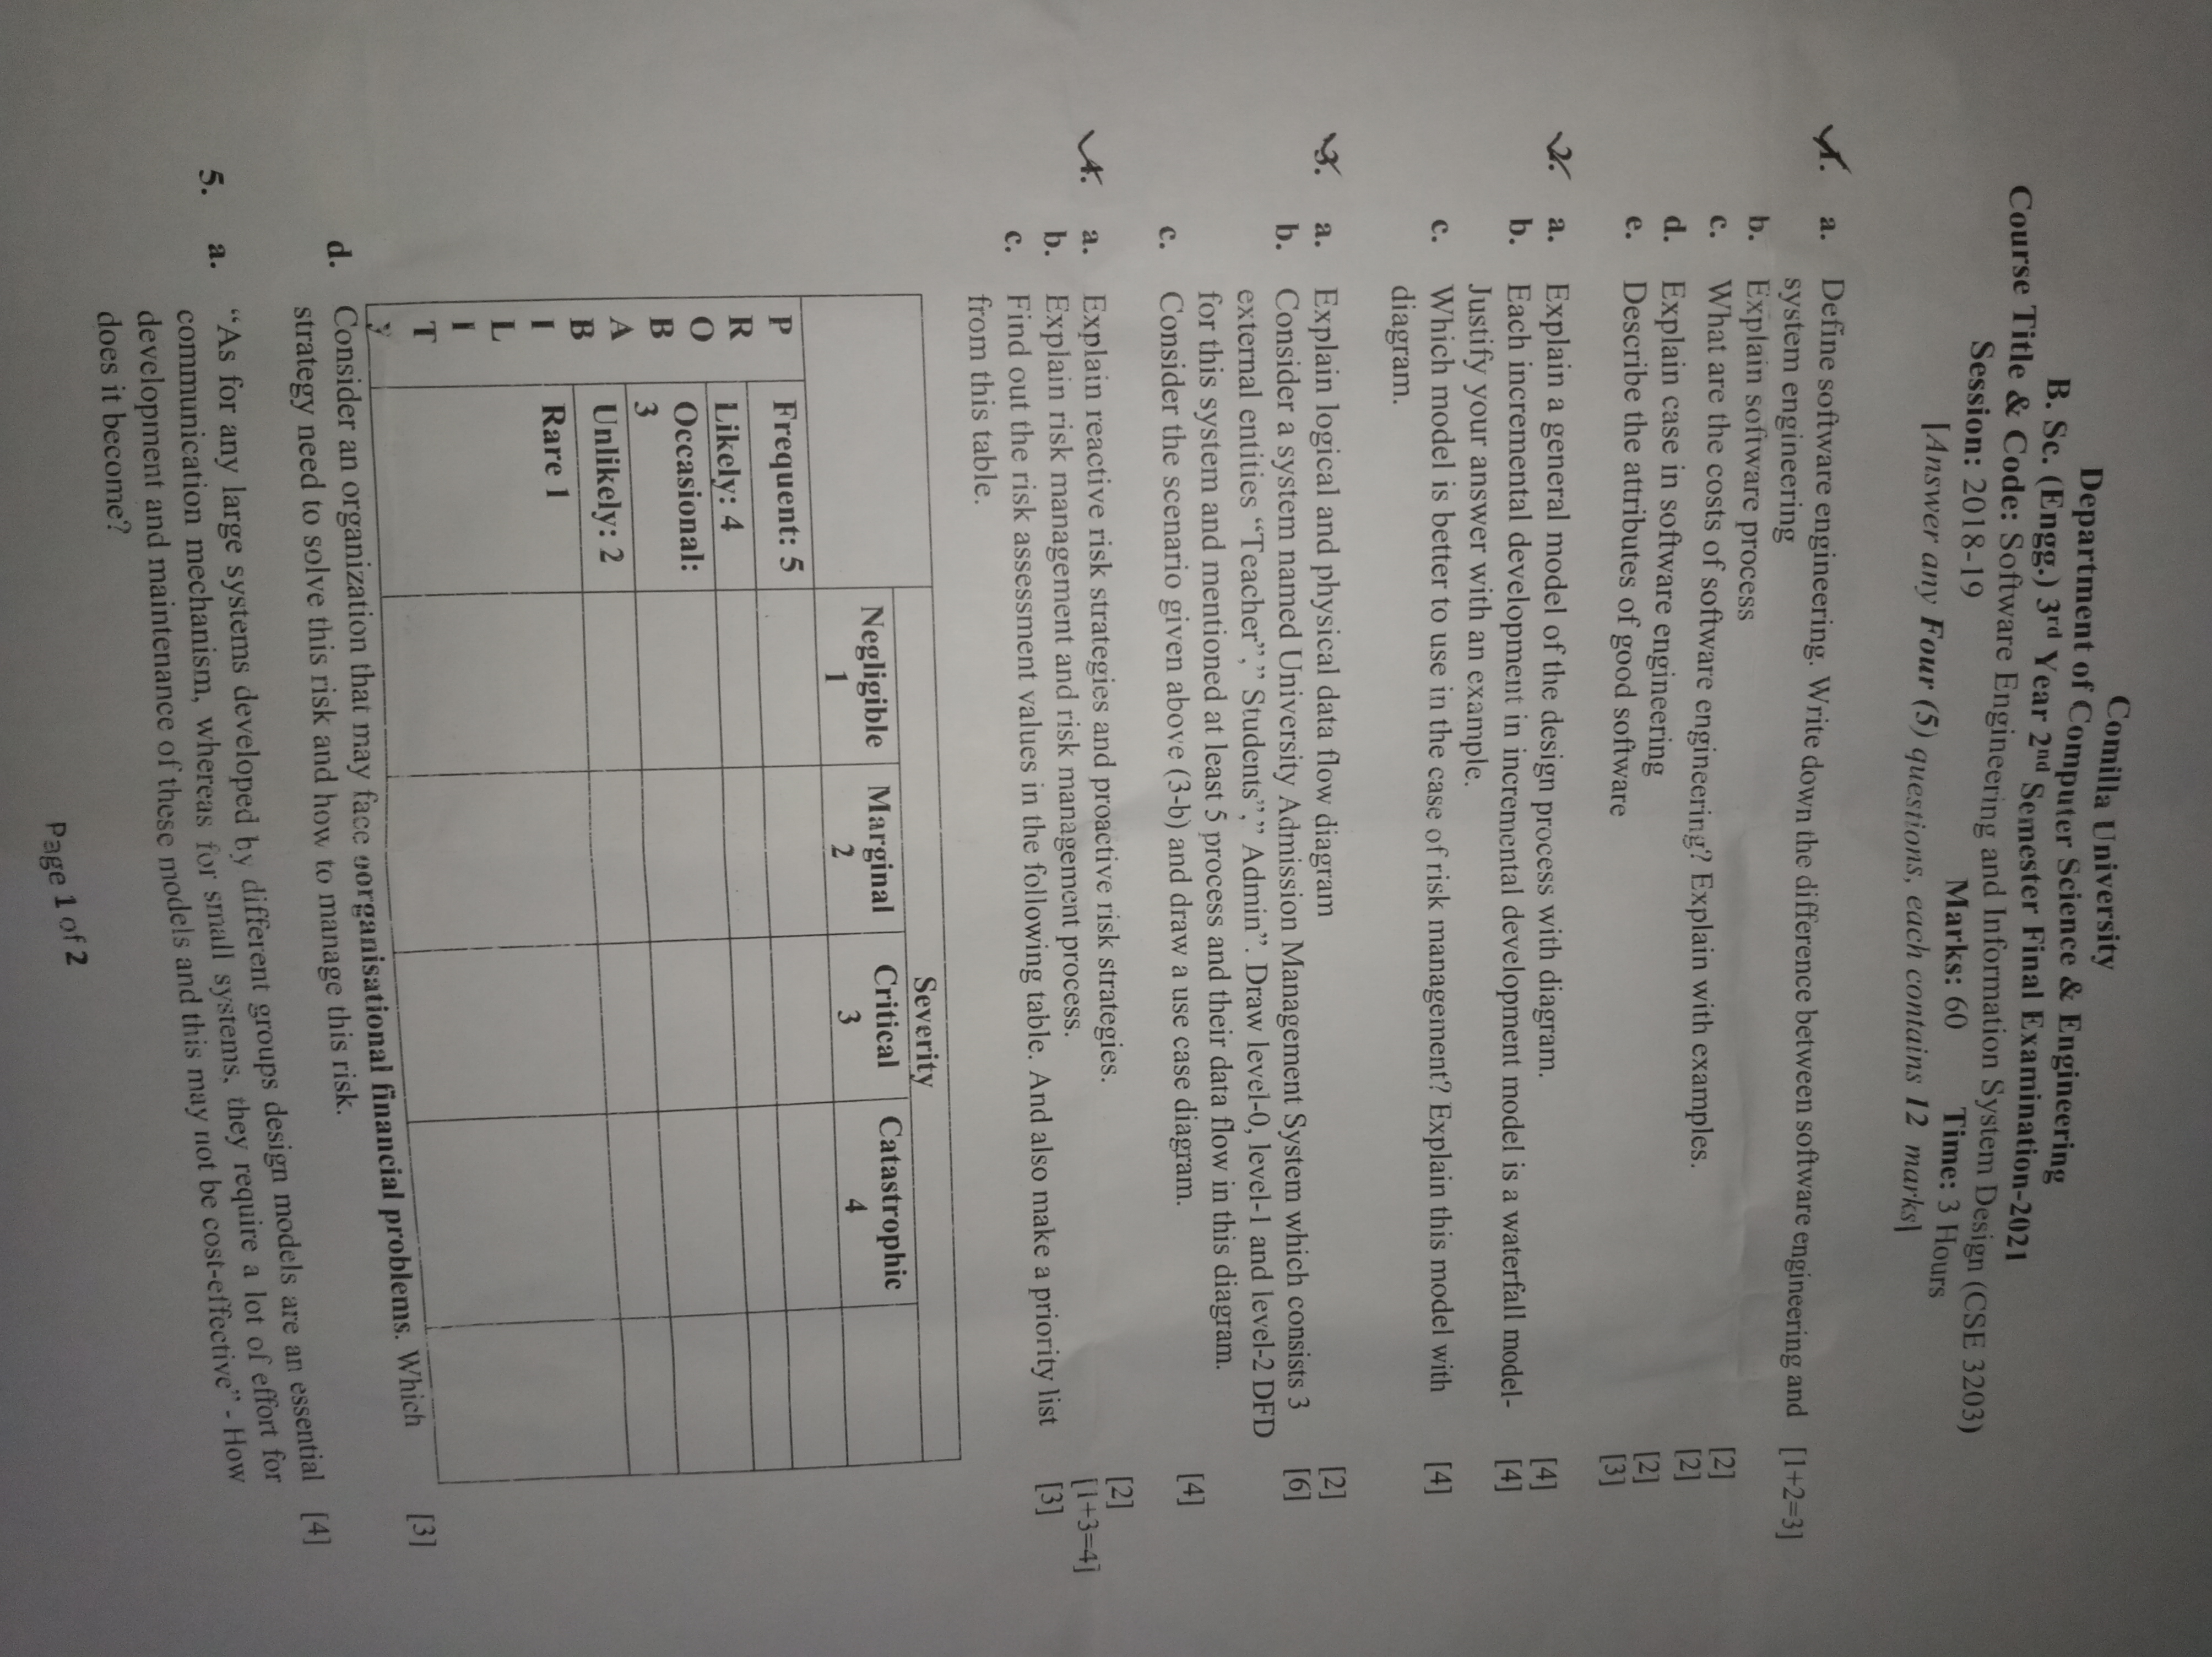 Comilla University
Department of Computer Science & Engineering
B. Sc. (Engg.) 3rd Year 2nd Semester Final Examination-2021
Course Title & Code: Software Engineering and Information System Design (CSE 3203)
Session: 2018-19 Marks: 60 Time: 3 Hours
[Answer any Four (5) questions, each contains 12 marks]
1. a. Define software engineering. Write down the difference between software engineering and [1+2=3]
system engineering
b. Explain software process [2]
c. What are the costs of software engineering? Explain with examples. [2]
d. Explain case in software engineering [2]
e. Describe the attributes of good software [3]
2. a. Explain a general model of the design process with diagram. [4]
b. Each incremental development in incremental development model is a waterfall model- [4]
Justify your answer with an example.
c. Which model is better to use in the case of risk management? Explain this model with [4]
diagram.
3. a. Explain logical and physical data flow diagram [2]
b. Consider a system named University Admission Management System which consists 3 [6]
external entities “Teacher”,” Students”,” Admin”. Draw level-0, level-1 and level-2 DFD
for this system and mentioned at least 5 process and their data flow in this diagram.
c. Consider the scenario given above (3-b) and draw a use case diagram. [4]
4. a. Explain reactive risk strategies and proactive risk strategies. [2]
b. Explain risk management and risk management process. [1+3=4]
c. Find out the risk assessment values in the following table. And also make a priority list [3]
from this table.
Severity
Negligible Marginal Critical Catastrophic
1 2 3 4
P
R
O
B
A
B
I
L
I
T
y
Frequent: 5
Likely: 4
Occasional:
3
Unlikely: 2
Rare 1
d. Consider an organization that may face oorganisational financial problems. Which [3]
strategy need to solve this risk and how to manage this risk.
5. a. “As for any large systems developed by different groups design models are an essential [4]
communication mechanism, whereas for small systems, they require a lot of effort for
development and maintenance of these models and this may not be cost-effective” - How
does it become?
Page 1 of 2